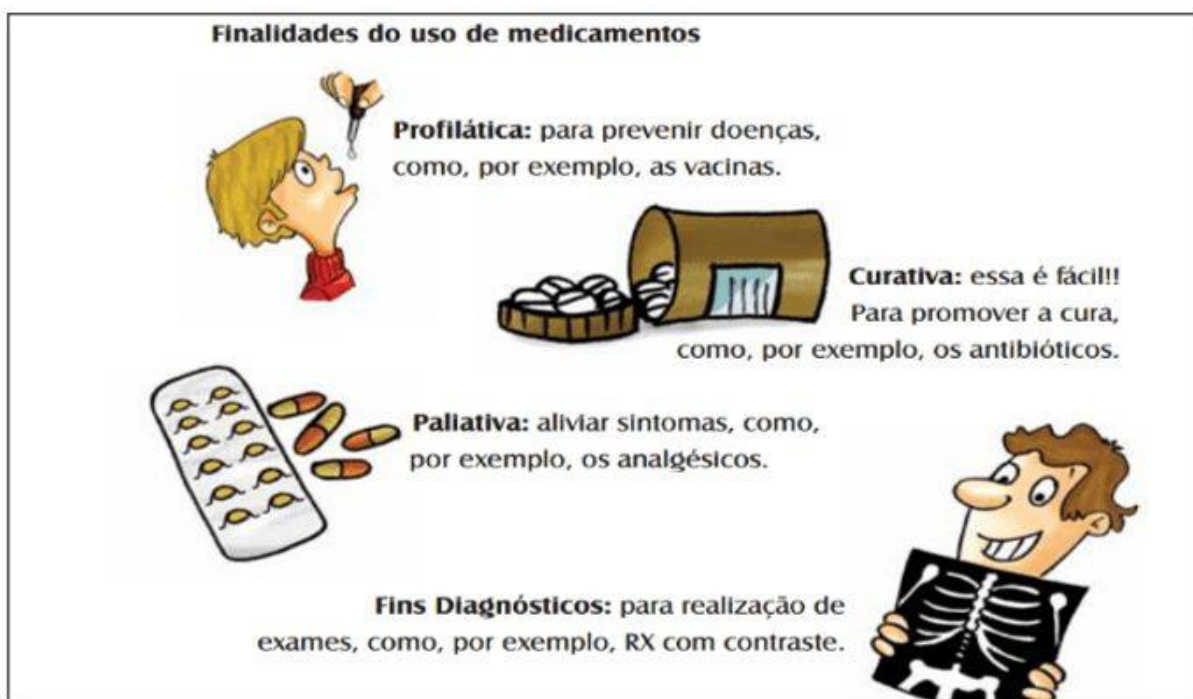 Finalidades do uso de medicamentos
Profilática: para prevenir doenças,
como, por exemplo, as vacinas.
Curativa: essa é fácil!!
Para promover a cura,
como, por exemplo, os antibióticos.
Paliativa: aliviar sintomas, como,
por exemplo, os analgésicos.
Fins Diagnósticos: para realização de
exames, como, por exemplo, RX com contraste.